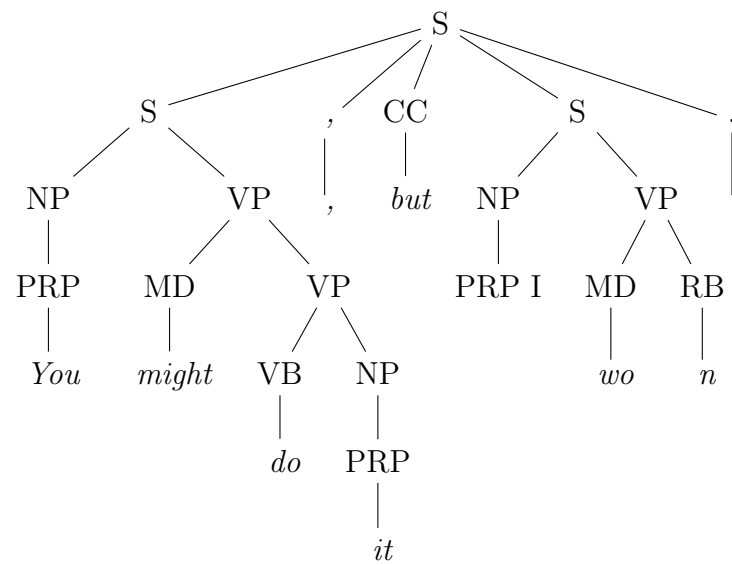 S
S , CC S .
NP VP , but NP VP
PRP MD VP PRP I MD RB
You might VB NP wo n
do PRP
it